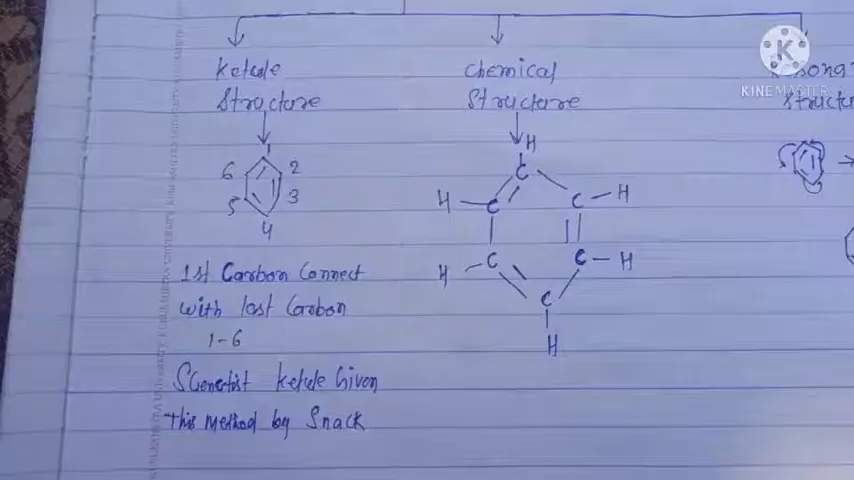 Kekule
Structure
1
6
2
3
5
4
1st Carbon Connect
with last Carbon
1-6
Scientist kekule Given
This Method by Snack
Chemical
Structure
H
C
H C C H
H C C H
C
H
KINEMASTER
K